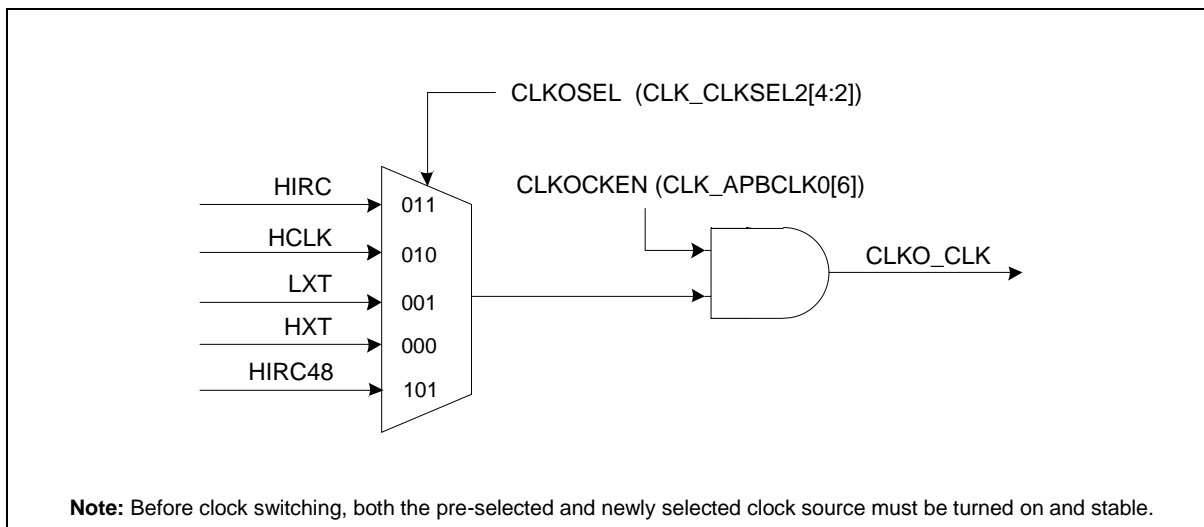 CLKOSEL (CLK_CLKSEL2[4:2])
CLKOCKEN (CLK_APBCLK0[6])
HIRC
011
HCLK
010
CLKO_CLK
LXT
001
HXT
000
HIRC48
101
Note: Before clock switching, both the pre-selected and newly selected clock source must be turned on and stable.